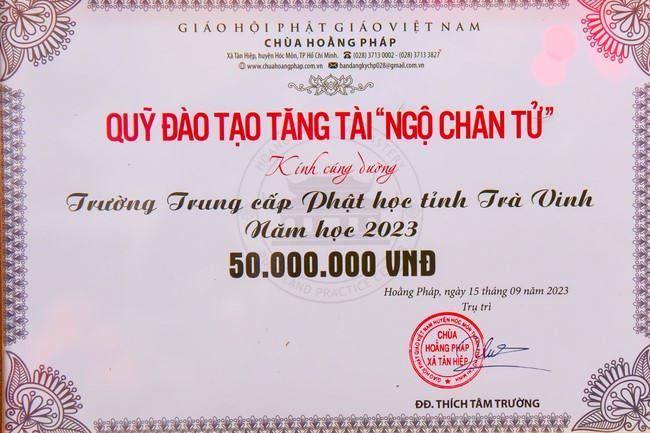 GIÁO HỘI PHẬT GIÁO VIỆT NAM
CHÙA HOẰNG PHÁP
Xã Tân Hiệp, huyện Hóc Môn, TP Hồ Chí Minh. (028) 3713 0002 - (028) 3713 3827
www.chuahoangphap.com.vn bandangkychp028@gmail.com.vn
QUỸ ĐÀO TẠO TĂNG TÀI “NGỘ CHÂN TỬ”
Kính cúng dường
Trường Trung cấp Phật học tỉnh Trà Vinh
Năm học 2023
50.000.000 VNĐ
Hoằng Pháp, ngày 15 tháng 09 năm 2023
Trụ trì
CHÙA
HOẰNG PHÁP
XÃ TÂN HIỆP
ĐĐ. THÍCH TÂM TRƯỜNG